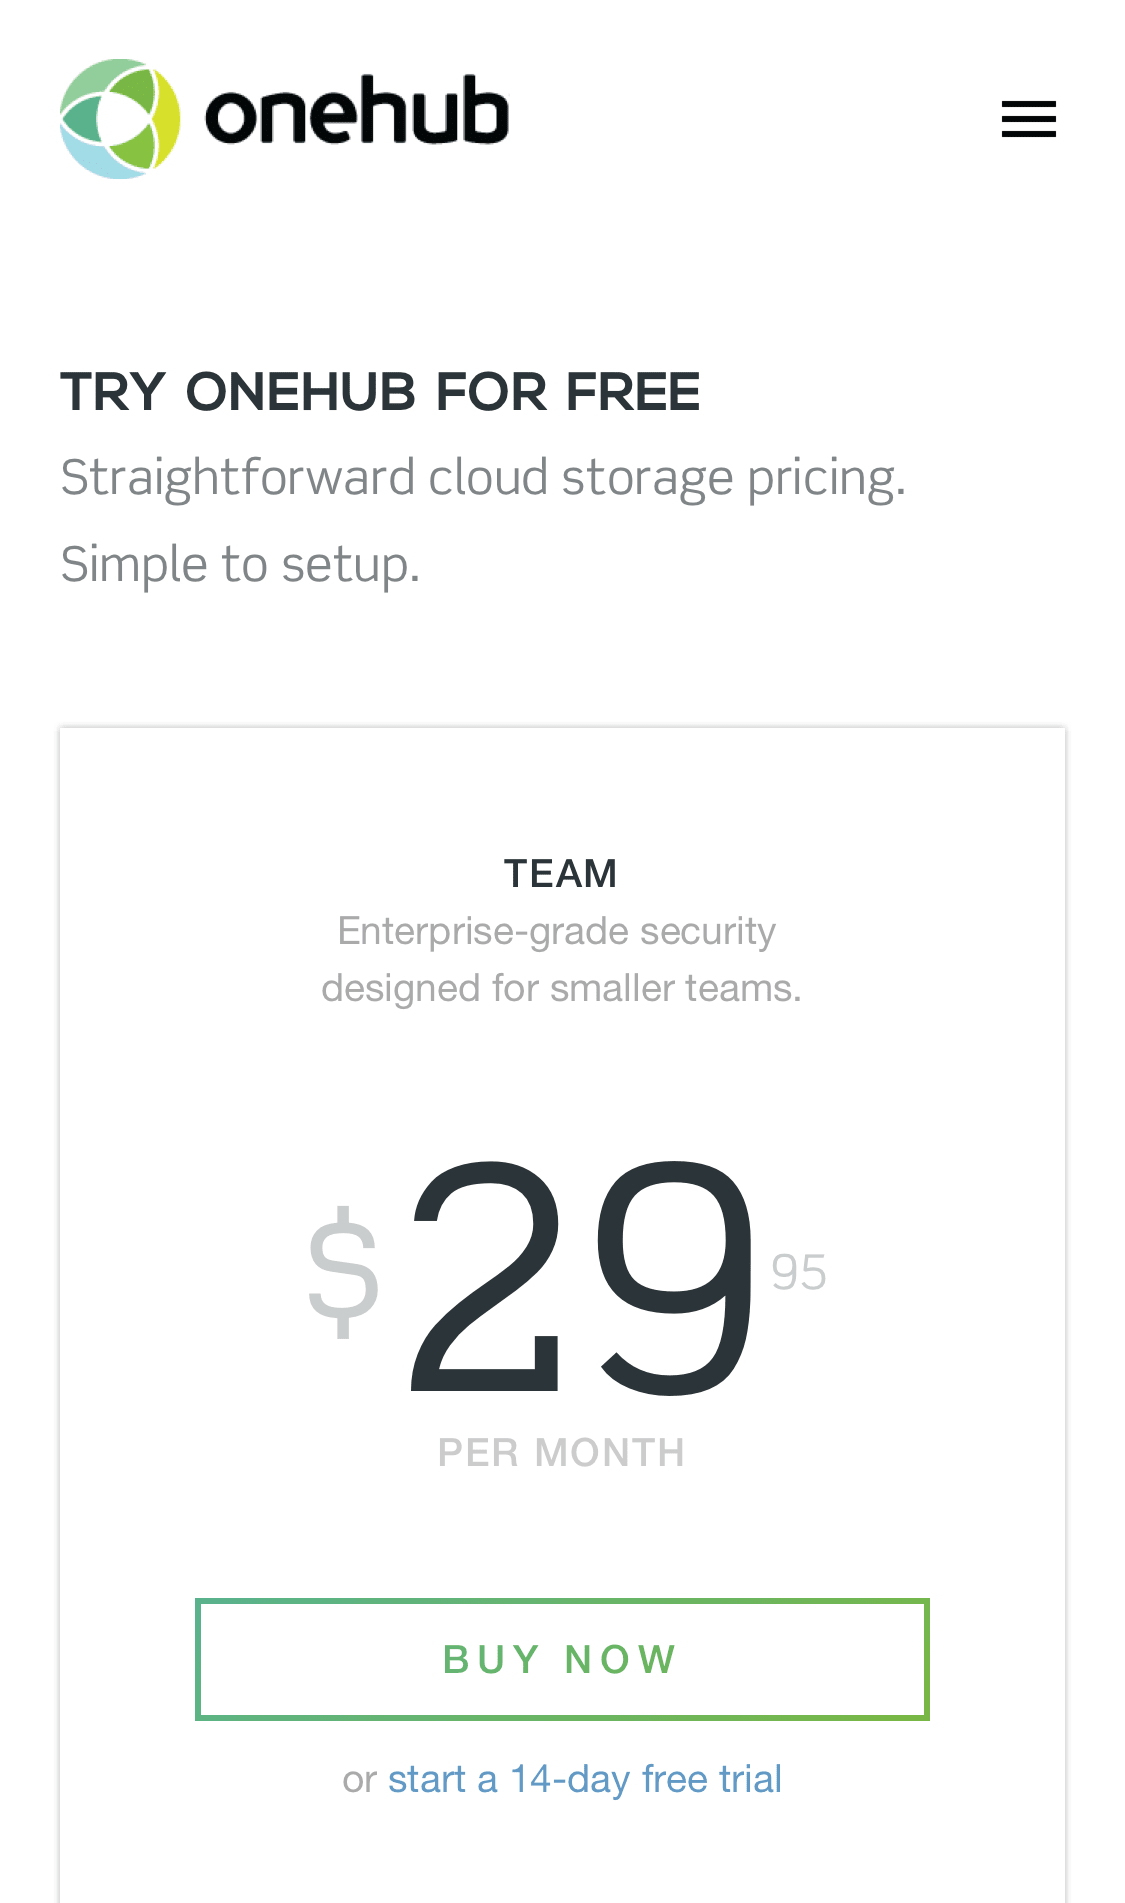 onehub
TRY ONEHUB FOR FREE
Straightforward cloud storage pricing.
Simple to setup.
TEAM
Enterprise-grade security
designed for smaller teams.
$29 95
PER MONTH
BUY NOW
or start a 14-day free trial